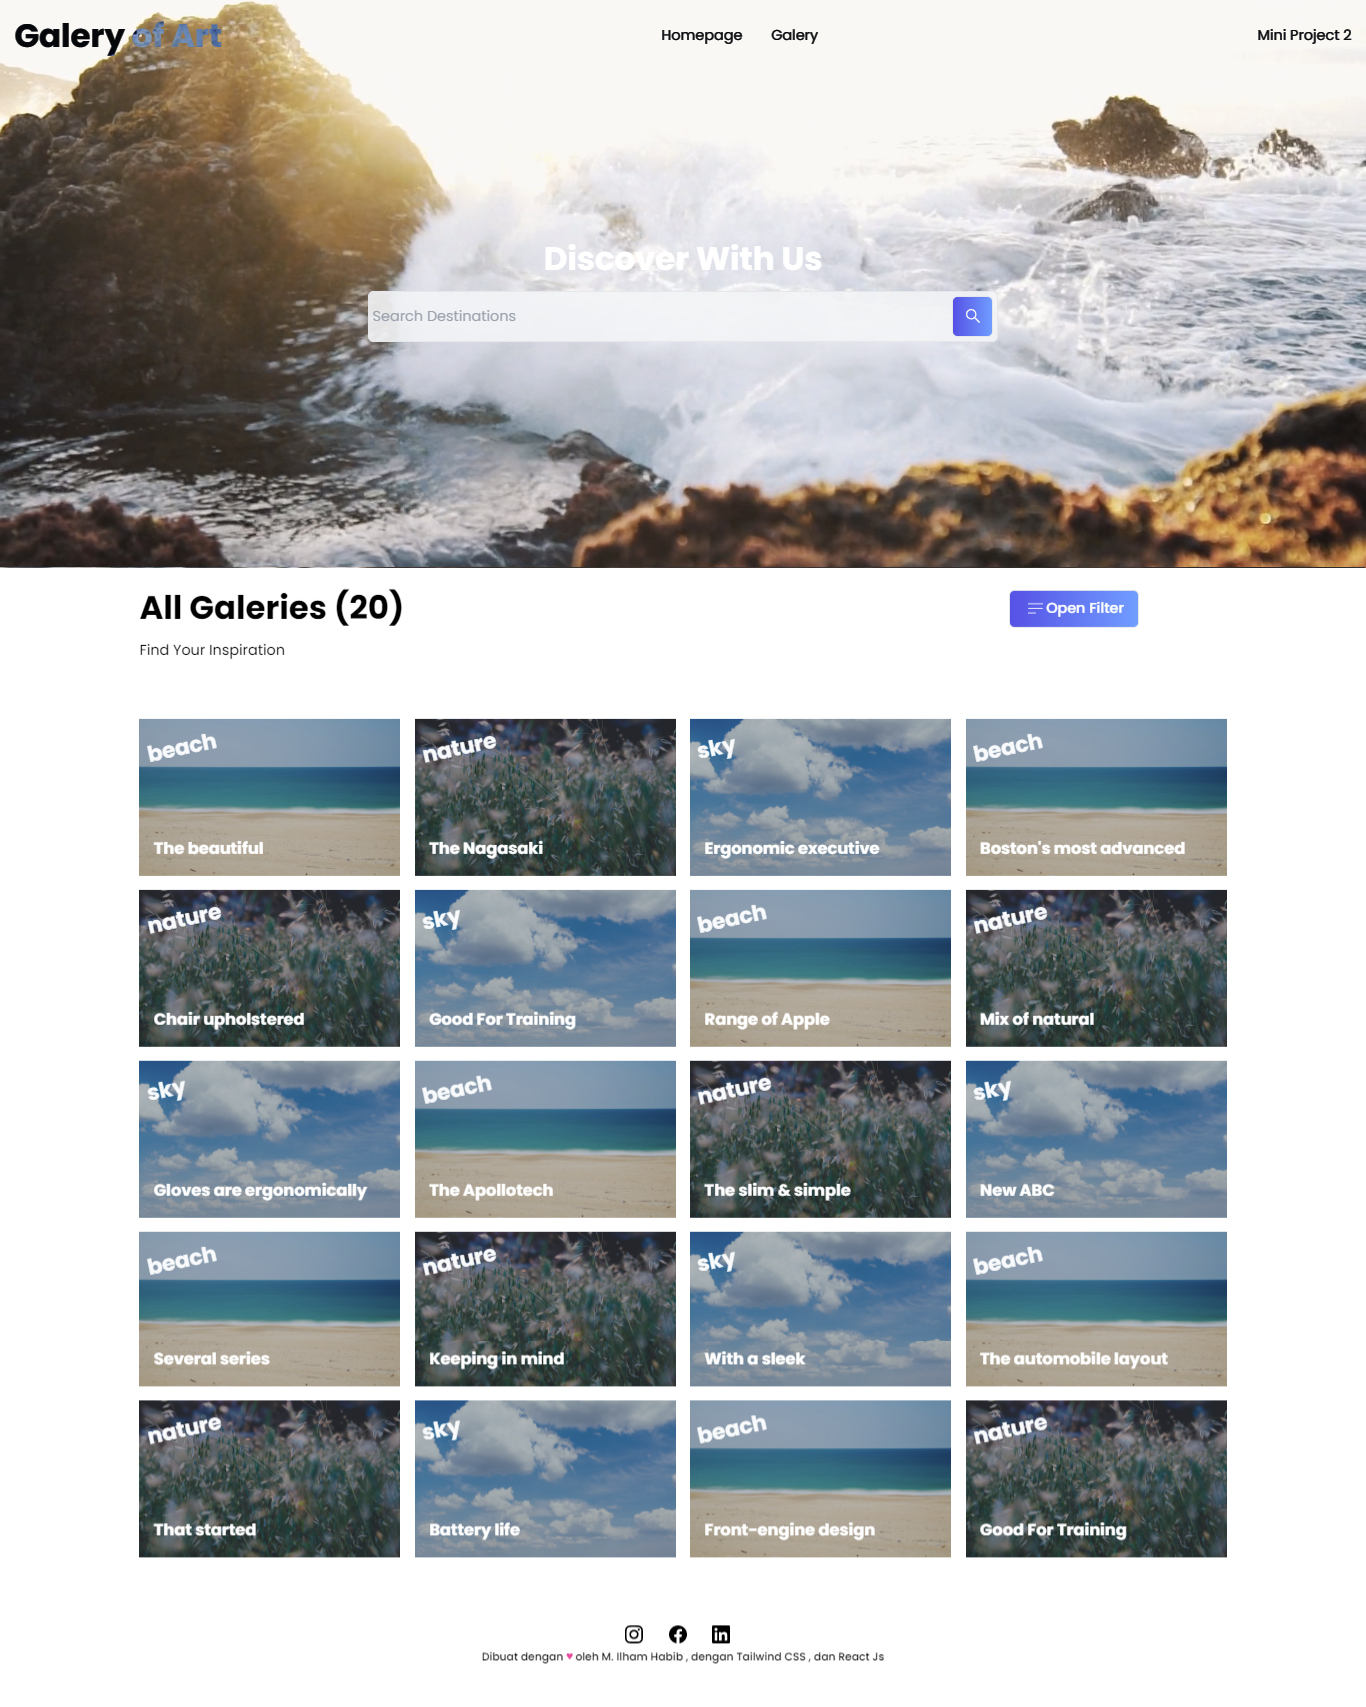 Galery of Art
Homepage
Galery
Mini Project 2
Discover With Us
Search Destinations
All Galeries (20)
Open Filter
Find Your Inspiration
beach
The beautiful
nature
The Nagasaki
sky
Ergonomic executive
beach
Boston's most advanced
nature
Chair upholstered
sky
Good For Training
beach
Range of Apple
nature
Mix of natural
sky
Gloves are ergonomically
beach
The Apollotech
nature
The slim & simple
sky
New ABC
beach
Several series
nature
Keeping in mind
sky
With a sleek
beach
The automobile layout
nature
That started
sky
Battery life
beach
Front-engine design
nature
Good For Training
Dibuat dengan ♥ oleh M. Ilham Habib , dengan Tailwind CSS , dan React Js